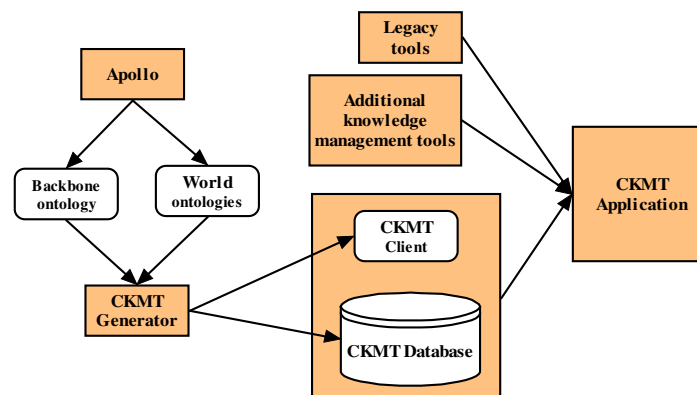 Legacy
tools
Apollo
Additional
knowledge
management tools
Backbone
ontology
World
ontologies
CKMT
Application
CKMT
Client
CKMT
Generator
CKMT Database